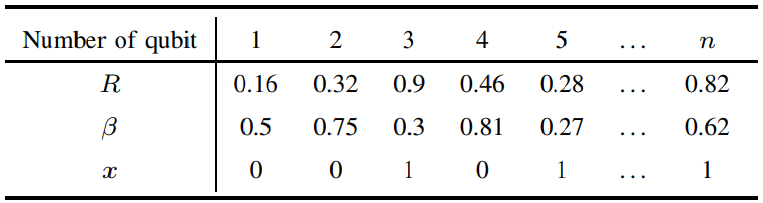 Number of qubit 1 2 3 4 5 ... n
R 0.16 0.32 0.9 0.46 0.28 ... 0.82
β 0.5 0.75 0.3 0.81 0.27 ... 0.62
x 0 0 1 0 1 ... 1